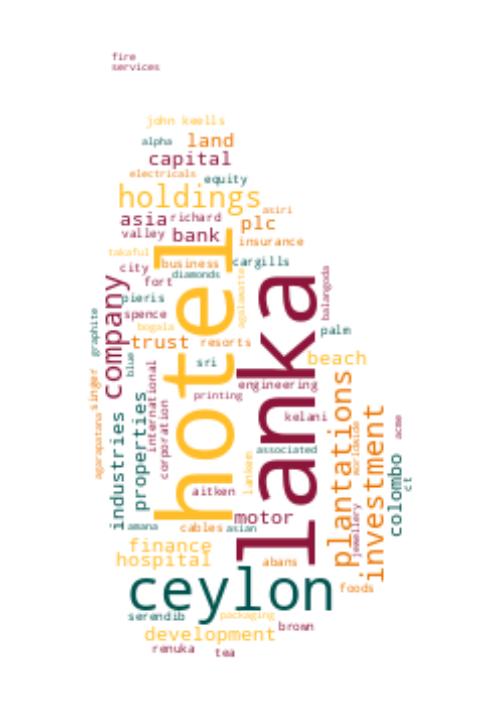 fire
services
john keells
alpha
land
capital
electricals
equity
holdings
asia
richard
asiri
plc
valley
bank
insurance
takaful
city
business
cargills
fort
diamonds
pieris
spence
bogala
agalawatte
balangoda
palm
trust
resorts
graphite
company
hotel
lanka
blue
sri
beach
engineering
singer
printing
international
corporation
properties
industries
agarapatana
kelani
associated
lankem
plantations
worldwide
investment
acme
aitken
colombo
ct
motor
jewellery
amana
cables
asian
finance
hospital
abans
ceylon
foods
serendib
packaging
brown
development
renuka
tea